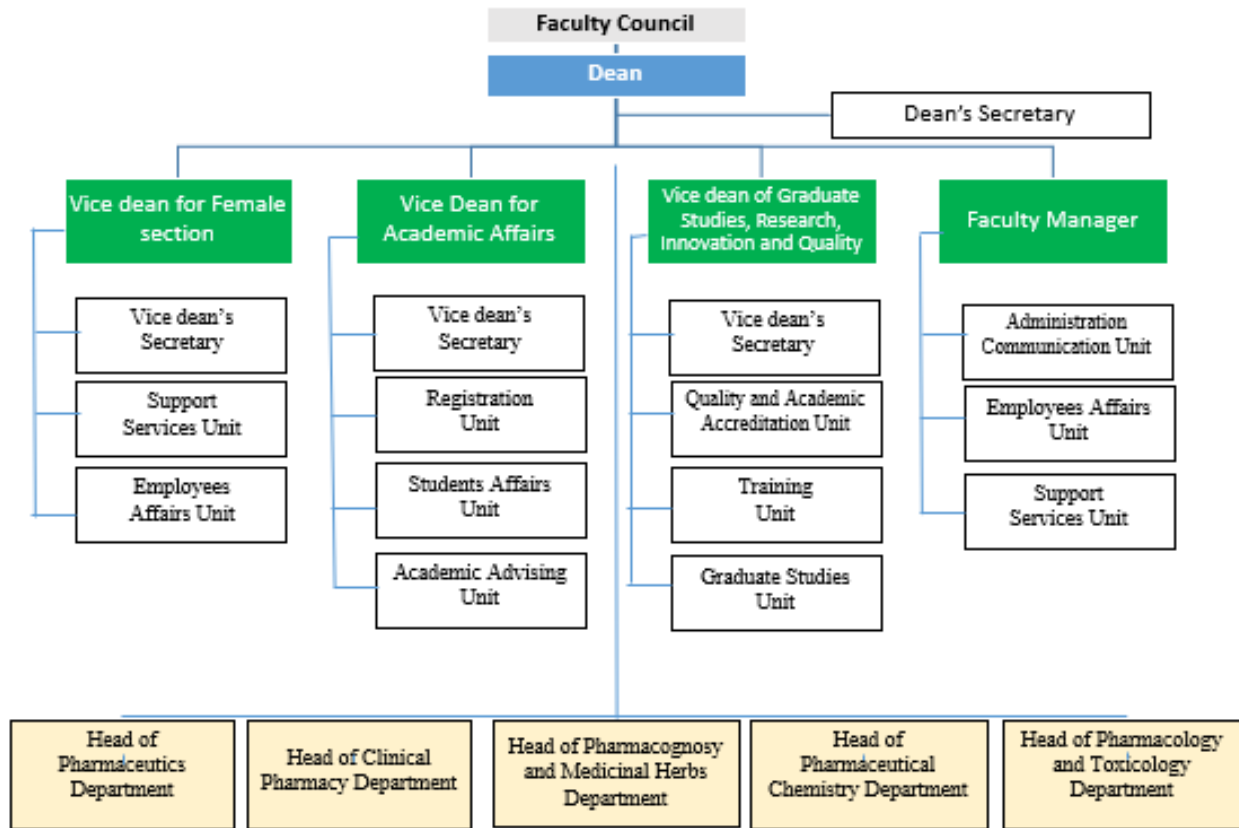 Faculty Council
Dean
Dean's Secretary
Vice dean for Female
section
Vice Dean for
Academic Affairs
Vice dean of Graduate
Studies, Research,
Innovation and Quality
Faculty Manager
Vice dean's
Secretary
Support
Services Unit
Employees
Affairs Unit
Vice dean's
Secretary
Registration
Unit
Students Affairs
Unit
Academic Advising
Unit
Vice dean's
Secretary
Quality and Academic
Accreditation Unit
Training
Unit
Graduate Studies
Unit
Administration
Communication Unit
Employees Affairs
Unit
Support
Services Unit
Head of
Pharmaceutics
Department
Head of Clinical
Pharmacy Department
Head of Pharmacognosy
and Medicinal Herbs
Department
Head of
Pharmaceutical
Chemistry Department
Head of Pharmacology
and Toxicology
Department